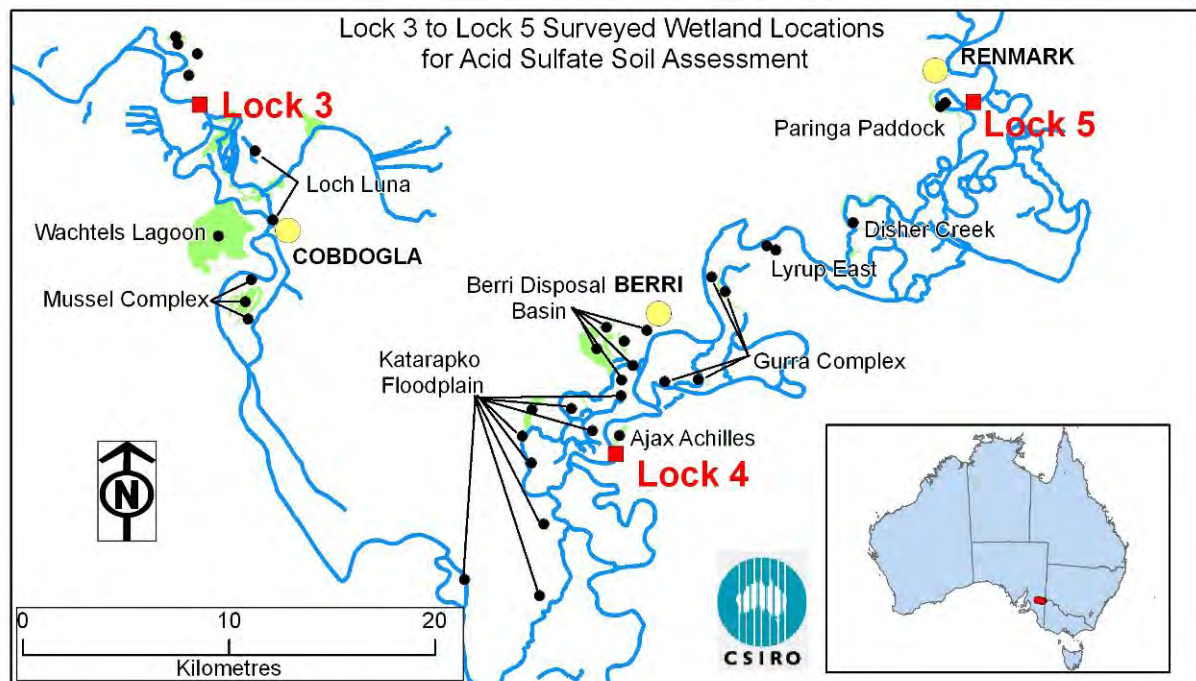 Lock 3 to Lock 5 Surveyed Wetland Locations
for Acid Sulfate Soil Assessment
RENMARK
Lock 3
Lock 5
Paringa Paddock
Loch Luna
Wachtels Lagoon
COBDOGLA
Disher Creek
Lyrup East
Mussel Complex
Berri Disposal
Basin
BERRI
Katarapko
Floodplain
Gurra Complex
Ajax Achilles
Lock 4
N
0 10 20
Kilometres
CSIRO